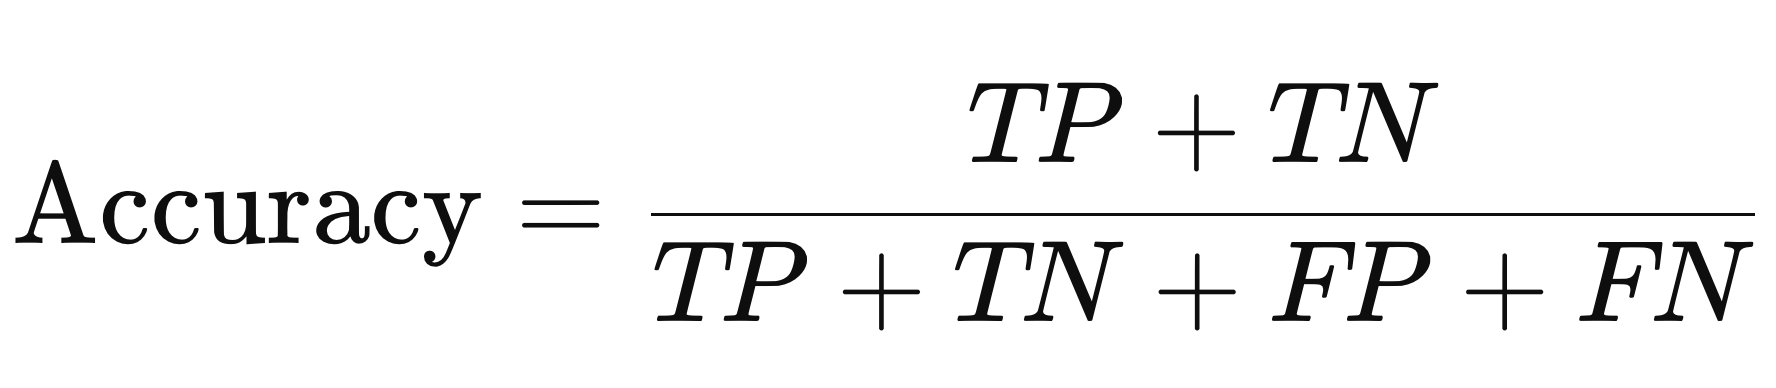 Accuracy = TP + TN
TP + TN + FP + FN